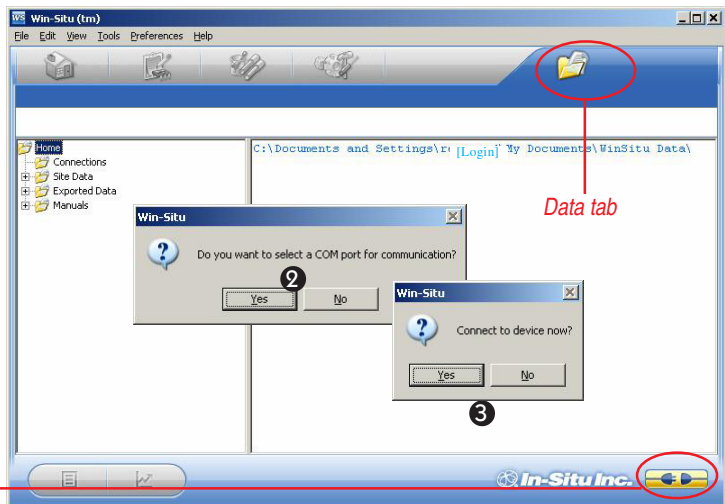 Win-Situ (tm)
File Edit View Tools Preferences Help
Home
Connections
Site Data
Exported Data
Manuals
C:\Documents and Settings\r [Login] My Documents\WinSitu Data\
Data tab
Win-Situ
Do you want to select a COM port for communication?
2
Yes No
Win-Situ
Connect to device now?
Yes No
3
In-Situ Inc.